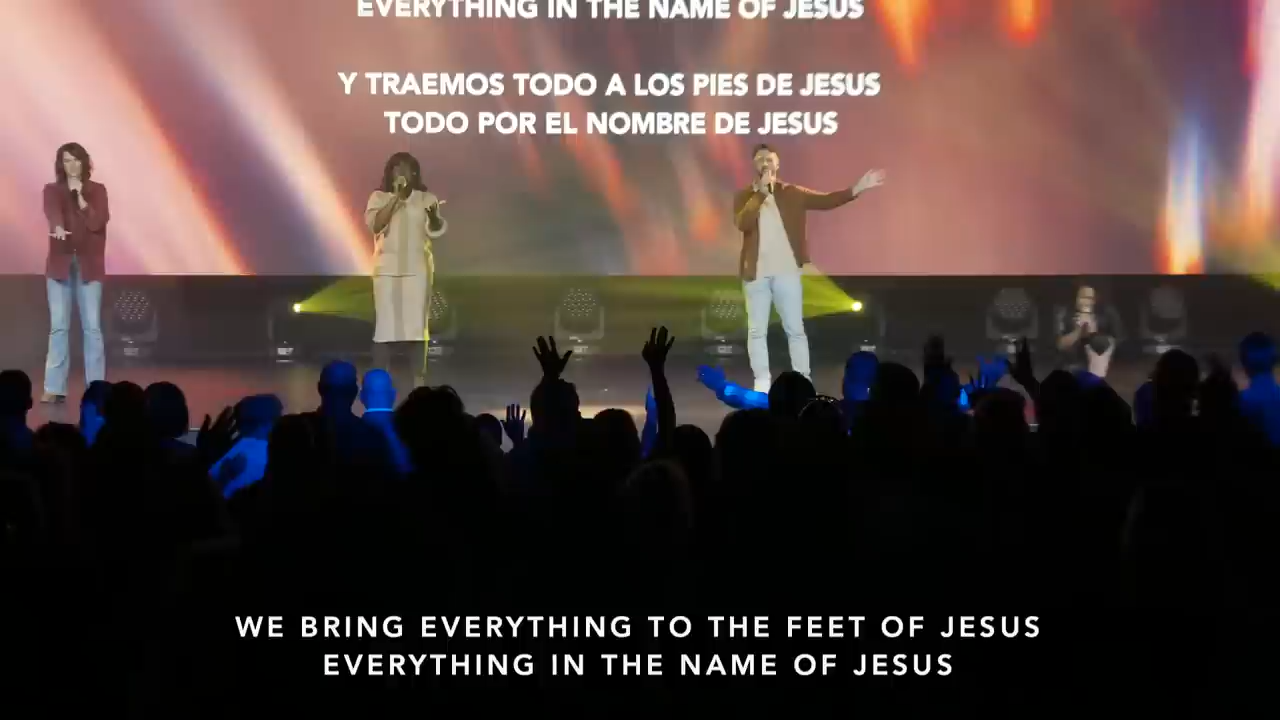 EVERYTHING IN THE NAME OF JESUS
Y TRAEMOS TODO A LOS PIES DE JESUS
TODO POR EL NOMBRE DE JESUS
WE BRING EVERYTHING TO THE FEET OF JESUS
EVERYTHING IN THE NAME OF JESUS